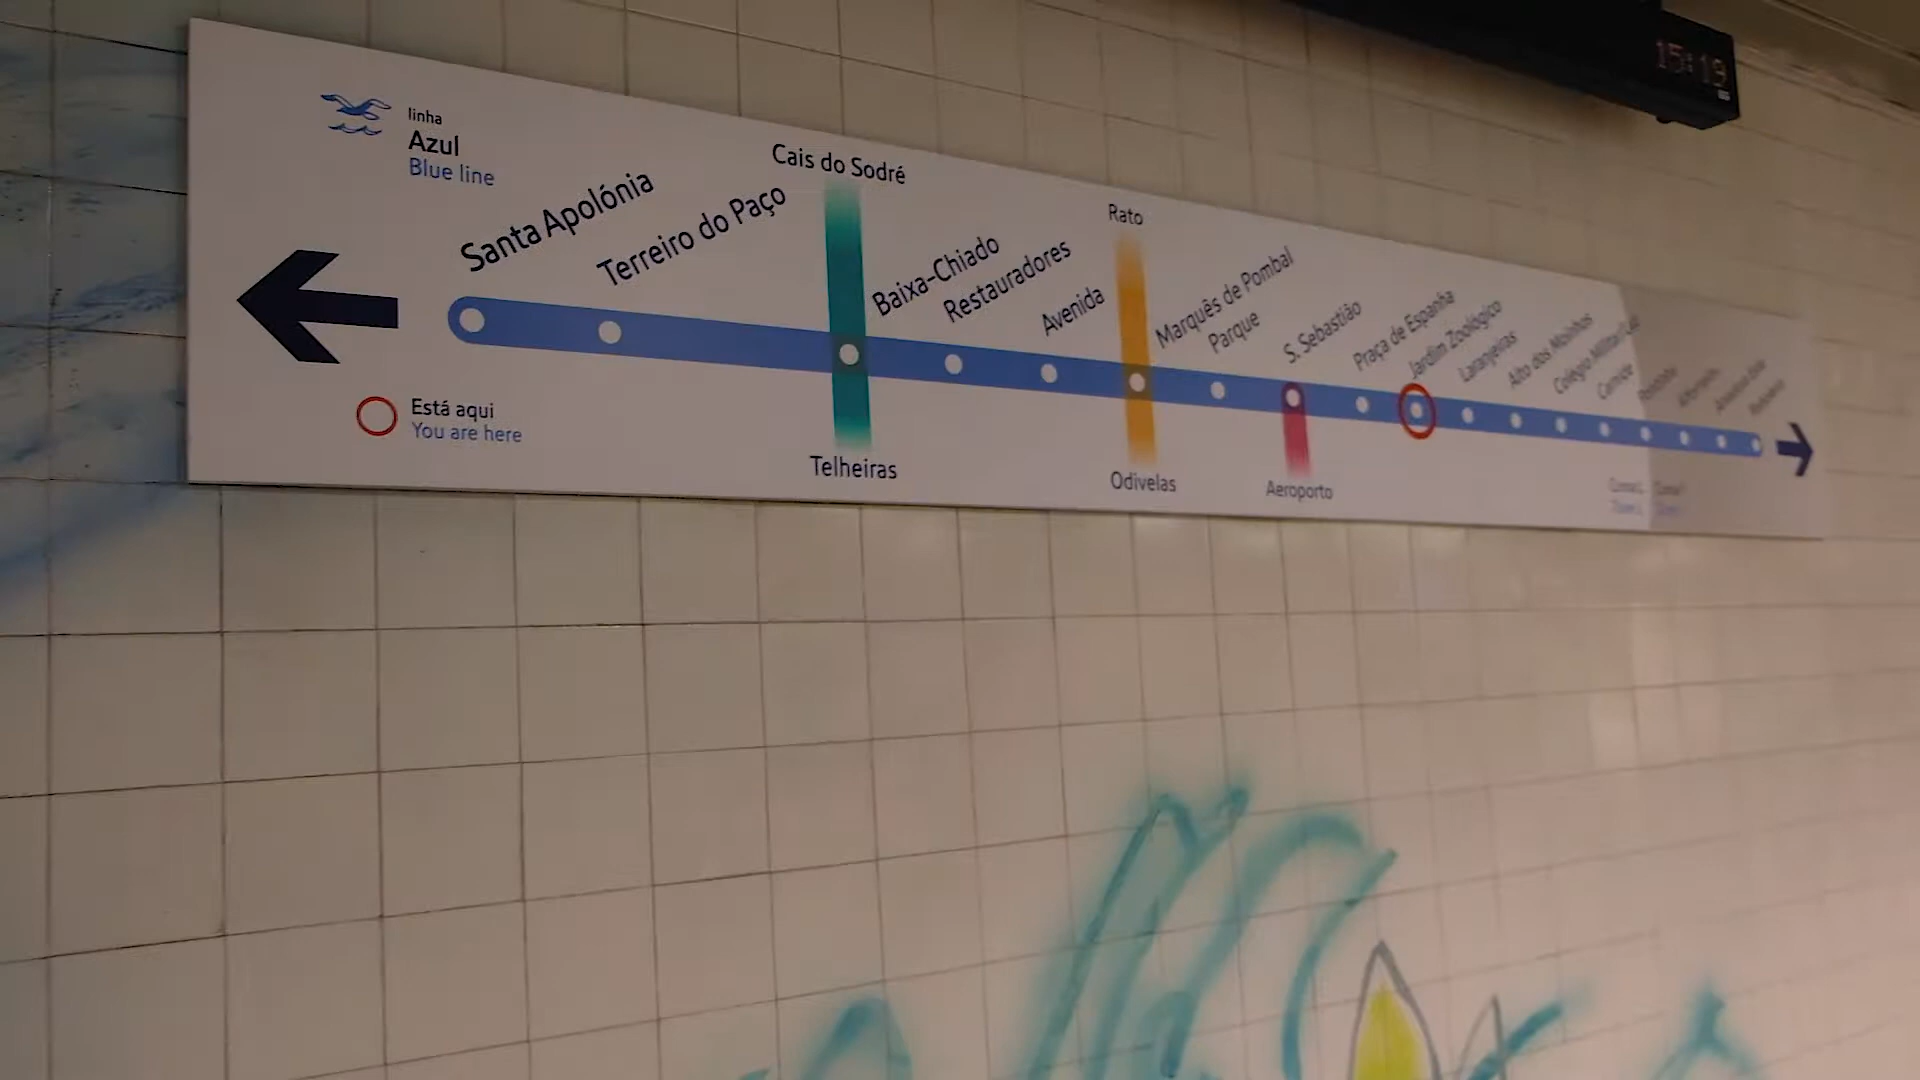 15:19
linha
Azul
Blue line
Santa Apolónia
Terreiro do Paço
Cais do Sodré
Baixa-Chiado
Restauradores
Avenida
Rato
Marquês de Pombal
Parque
S. Sebastião
Praça de Espanha
Jardim Zoológico
Laranjeiras
Alto dos Moinhos
Colégio Militar/Luz
Carnide
Está aqui
You are here
Telheiras
Odivelas
Aeroporto